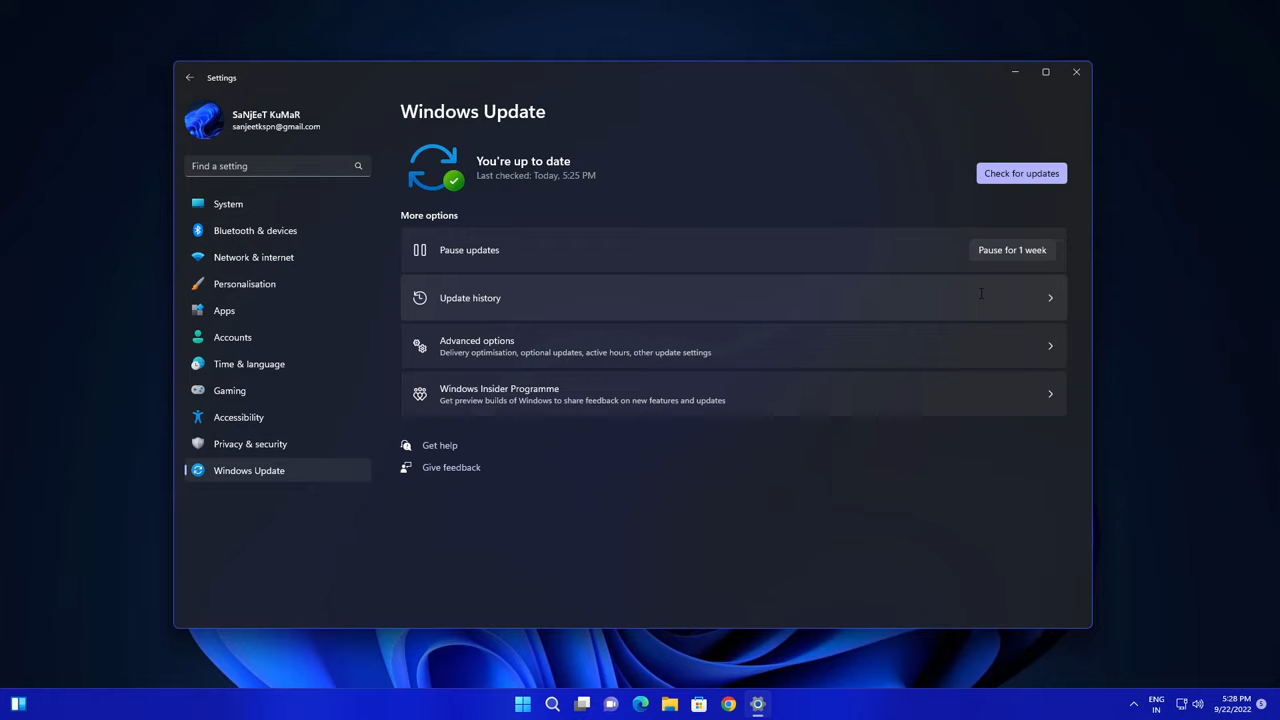 Settings
SaNjEeT KuMaR
sanjeetkspn@gmail.com
Find a setting
System
Bluetooth & devices
Network & internet
Personalisation
Apps
Accounts
Time & language
Gaming
Accessibility
Privacy & security
Windows Update
Windows Update
You're up to date
Last checked: Today, 5:25 PM
Check for updates
More options
Pause updates
Pause for 1 week
Update history
Advanced options
Delivery optimisation, optional updates, active hours, other update settings
Windows Insider Programme
Get preview builds of Windows to share feedback on new features and updates
Get help
Give feedback
ENG
IN
5:28 PM
9/22/2022
5